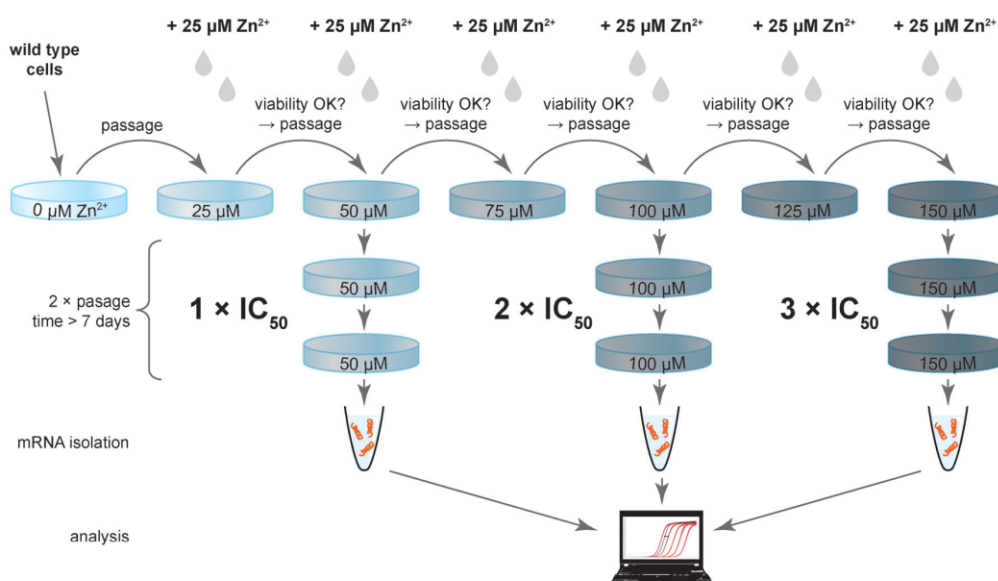 + 25 µM Zn²⁺ + 25 µM Zn²⁺ + 25 µM Zn²⁺ + 25 µM Zn²⁺ + 25 µM Zn²⁺ + 25 µM Zn²⁺
wild type
cells
passage
viability OK? viability OK? viability OK? viability OK? viability OK?
→ passage → passage → passage → passage → passage
0 µM Zn²⁺ 25 µM 50 µM 75 µM 100 µM 125 µM 150 µM
2 × pasage
time > 7 days
50 µM 100 µM 150 µM
1 × IC₅₀ 2 × IC₅₀ 3 × IC₅₀
50 µM 100 µM 150 µM
mRNA isolation
analysis